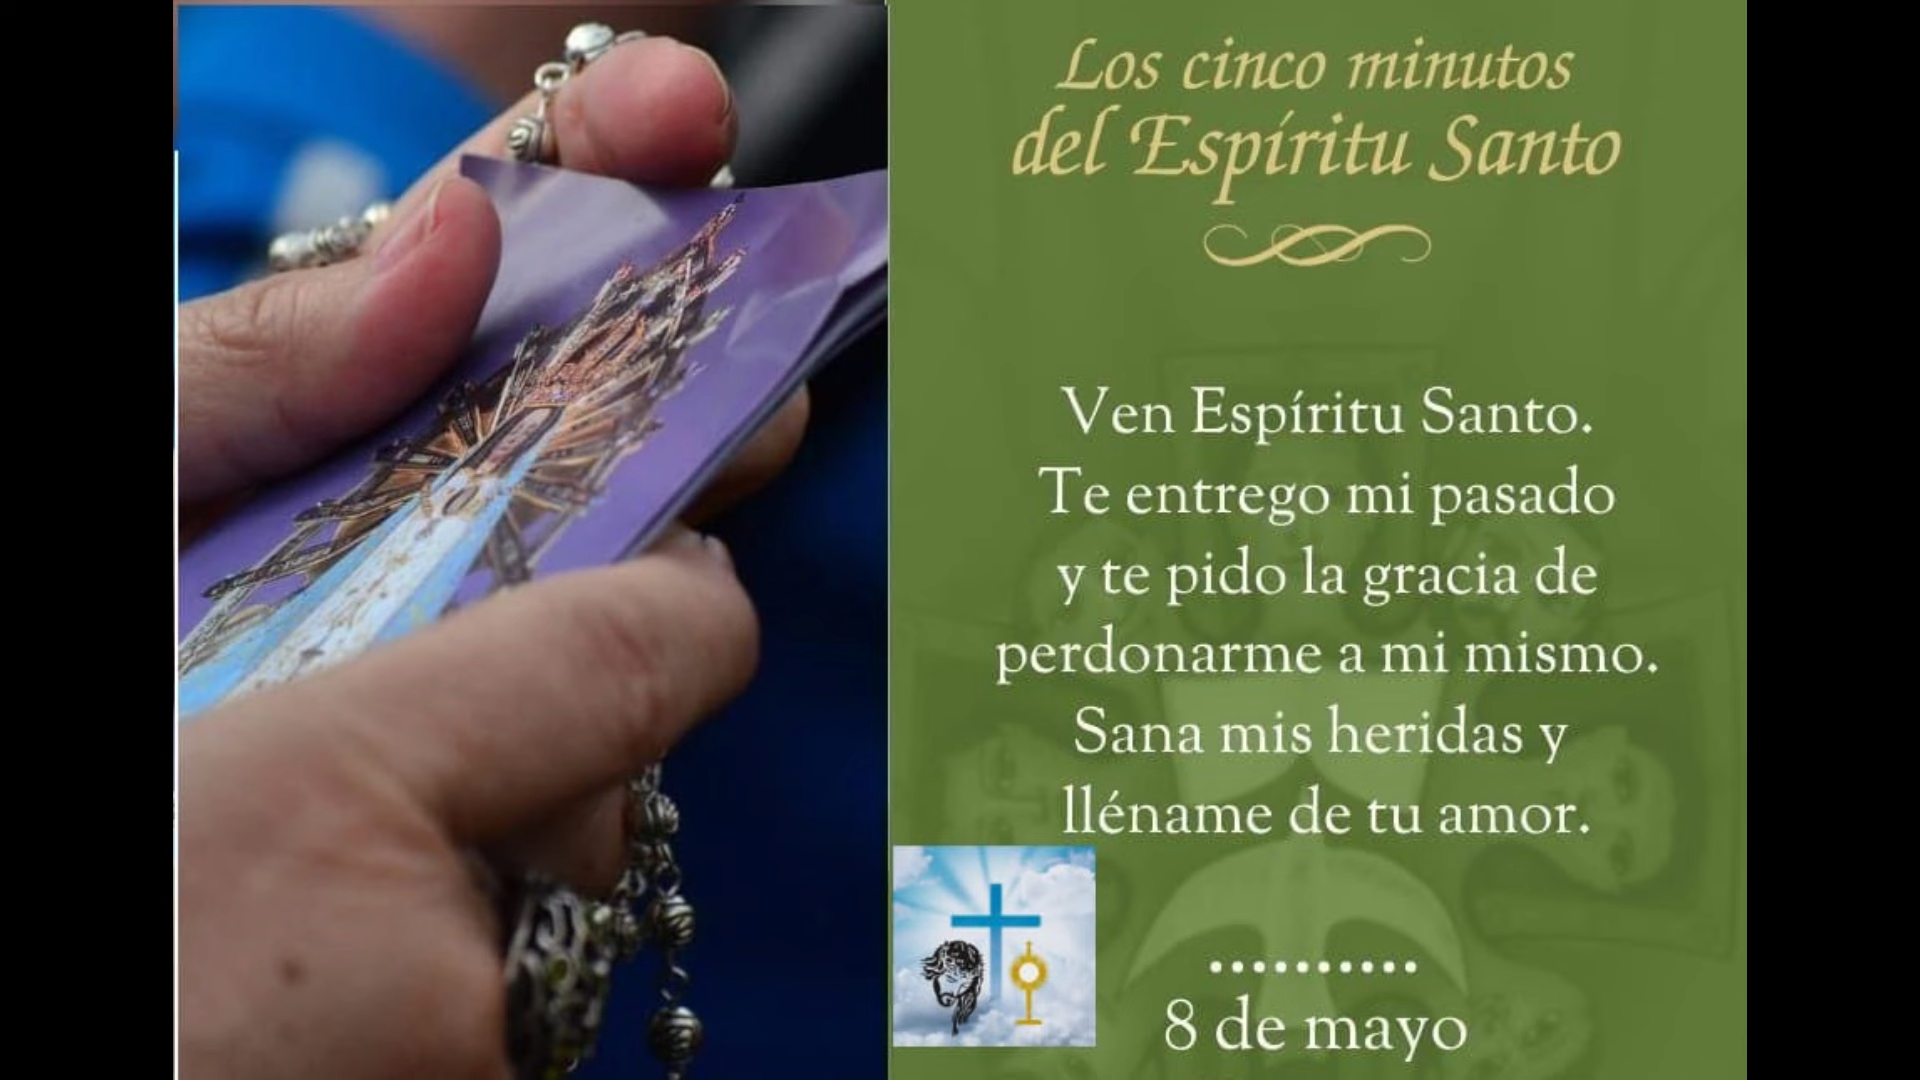 Los cinco minutos
del Espíritu Santo
Ven Espíritu Santo.
Te entrego mi pasado
y te pido la gracia de
perdonarme a mi mismo.
Sana mis heridas y
lléname de tu amor.
..........
8 de mayo